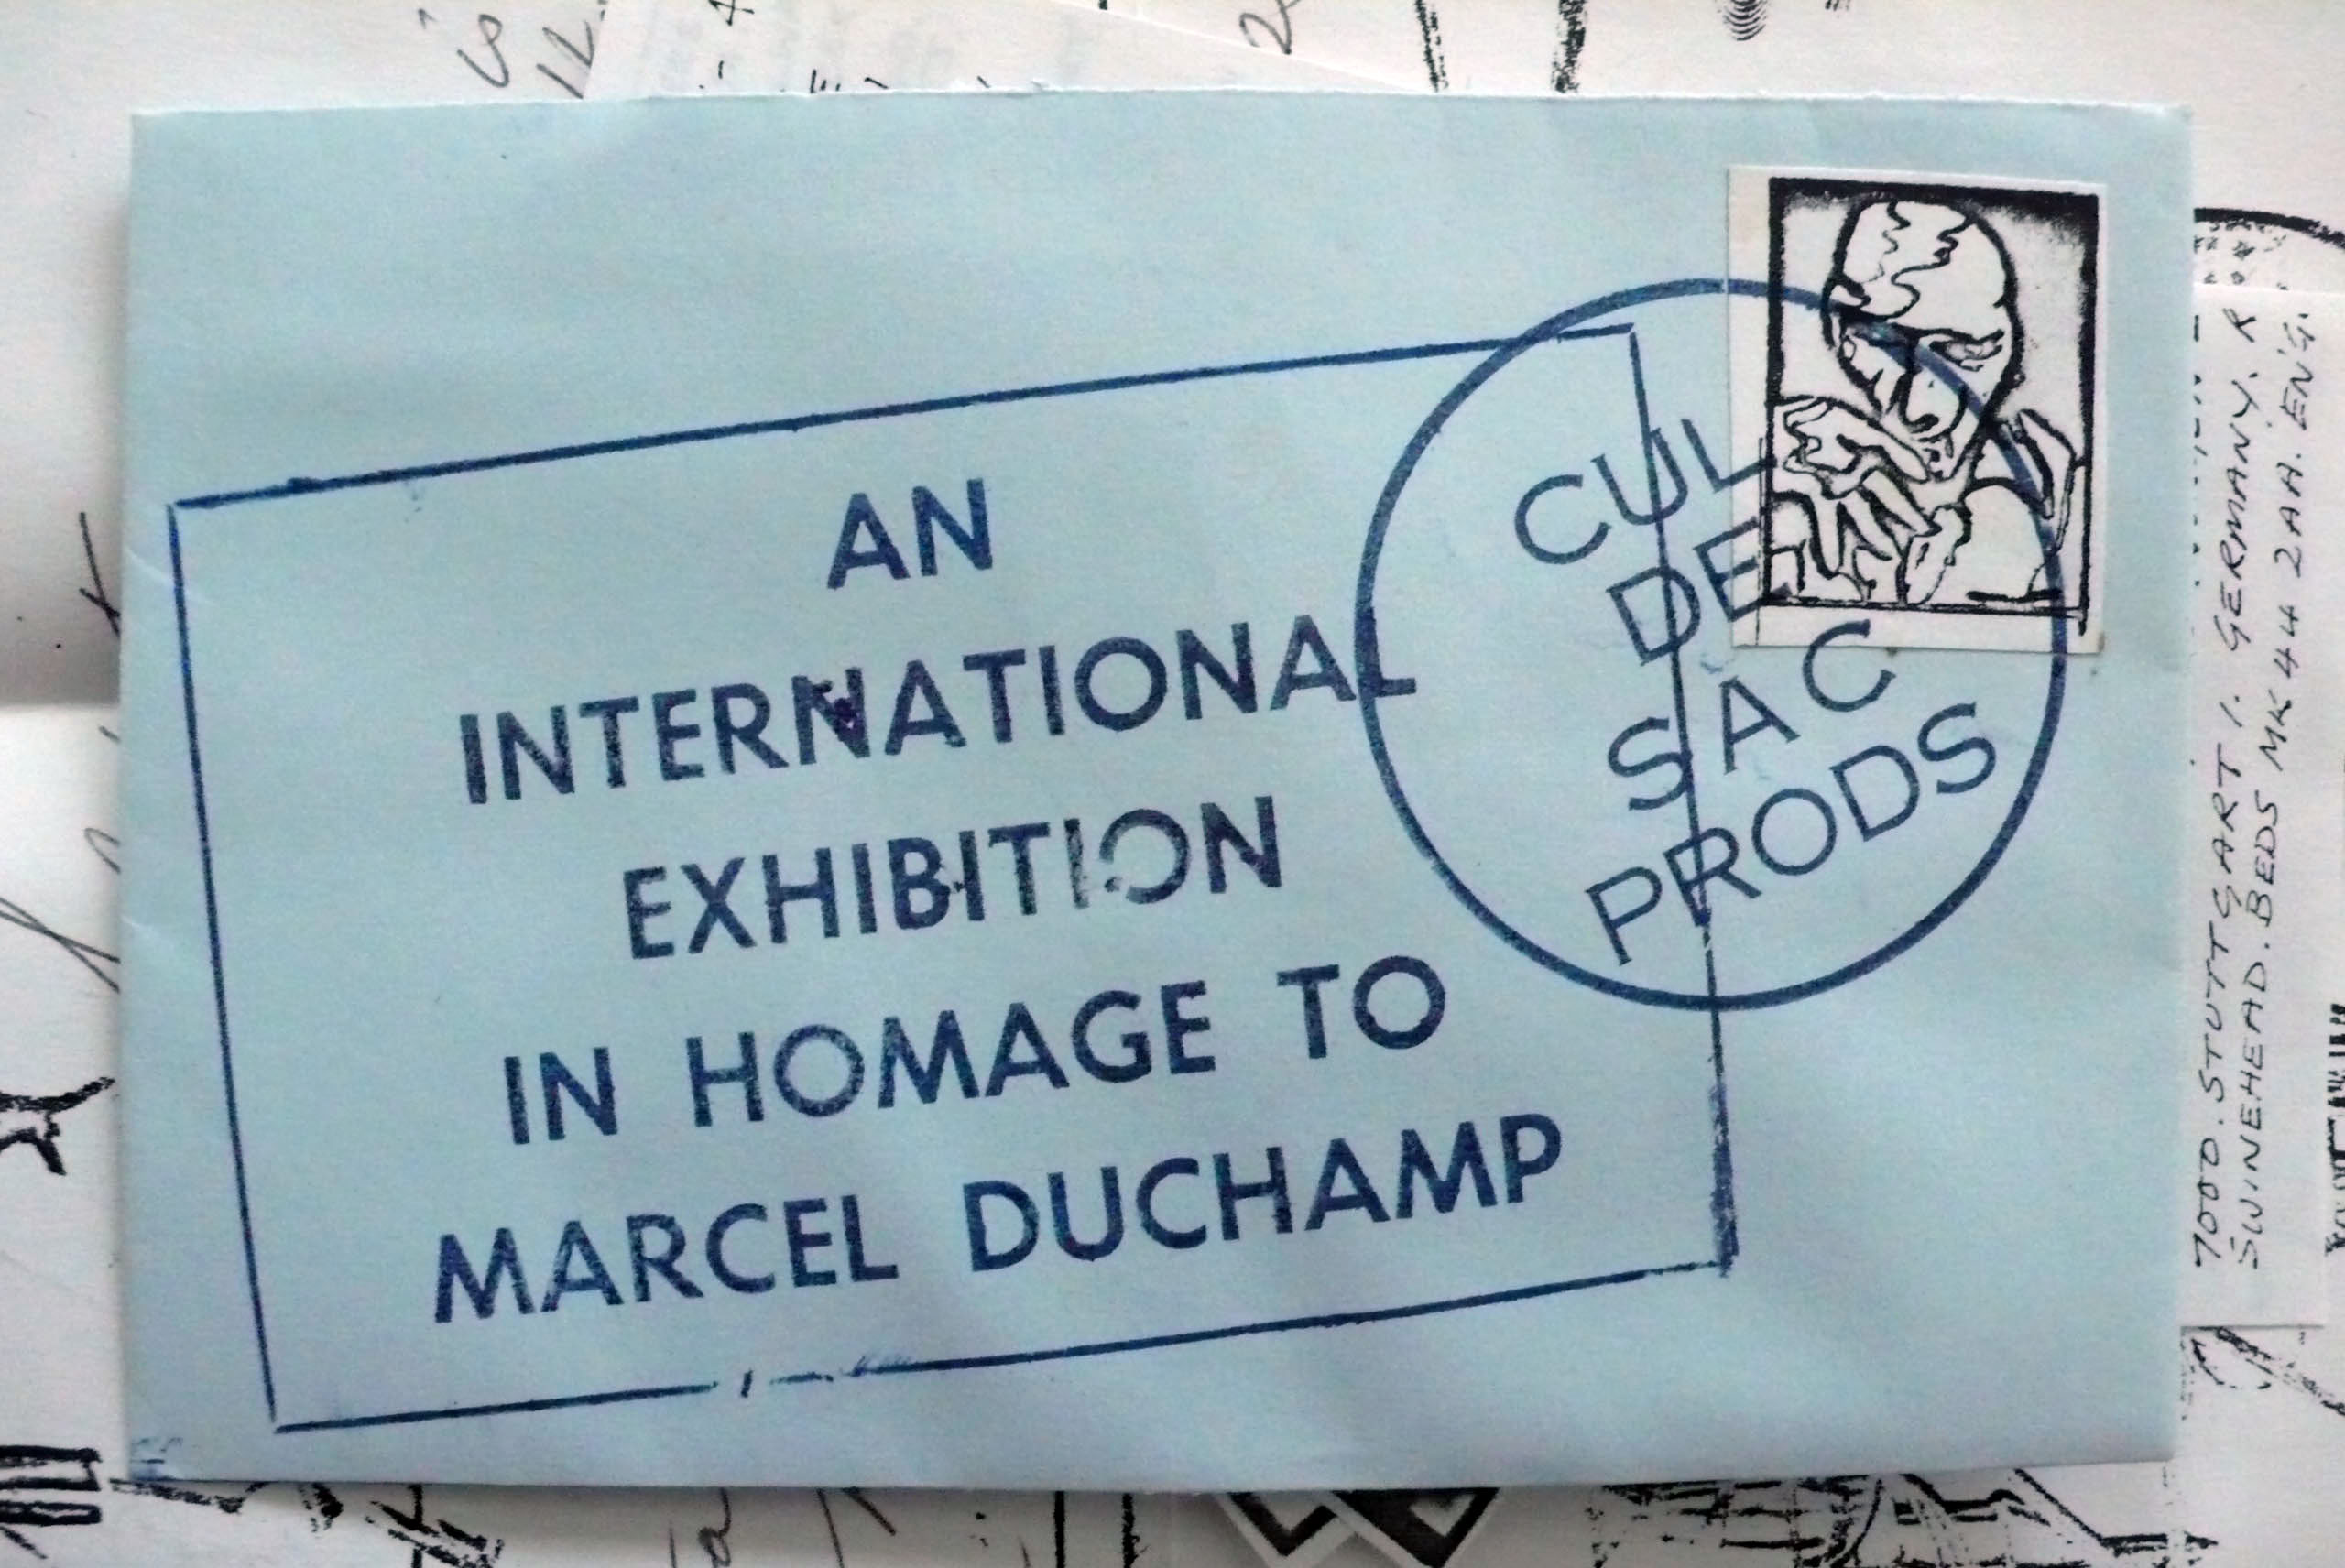 AN
INTERNATIONAL
EXHIBITION
IN HOMAGE TO
MARCEL DUCHAMP
CUL
DE
SAC
PRODS
7000. STUTTGART 1. GERMANY. R
SWINEHEAD. BEDS MK44 2AA. ENG.